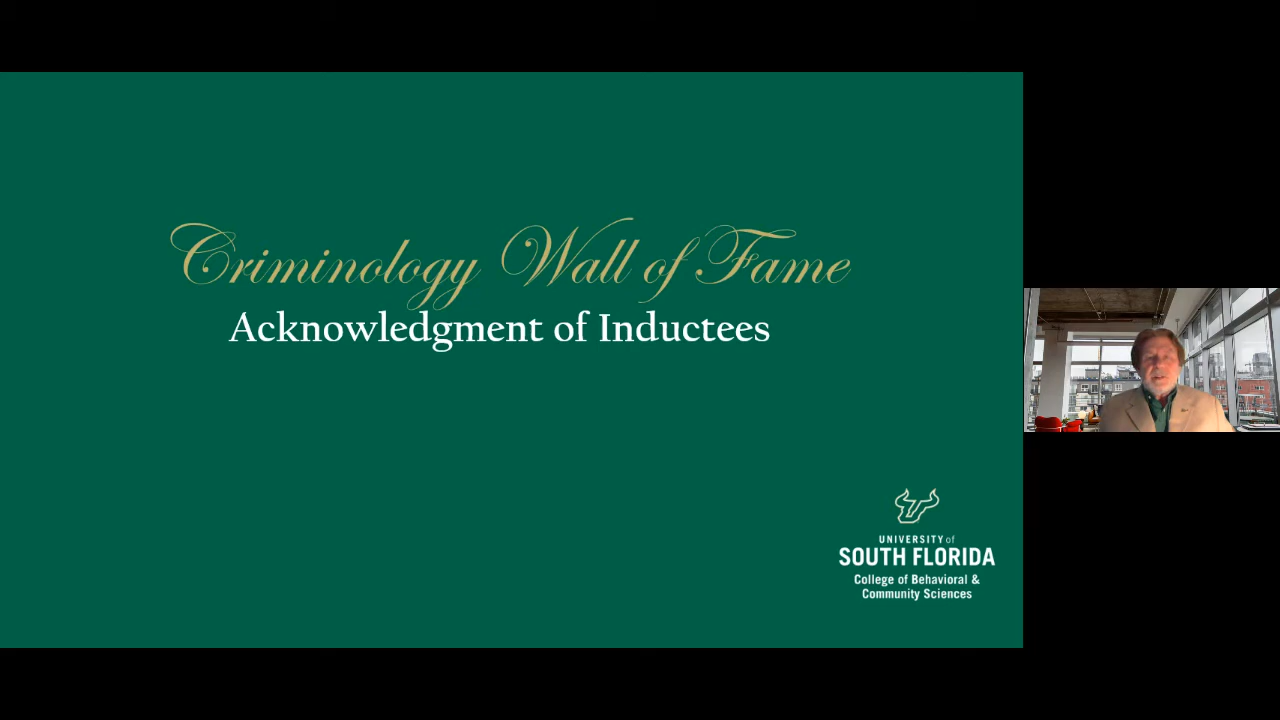 Criminology Wall of Fame
Acknowledgment of Inductees
UNIVERSITY of
SOUTH FLORIDA
College of Behavioral &
Community Sciences